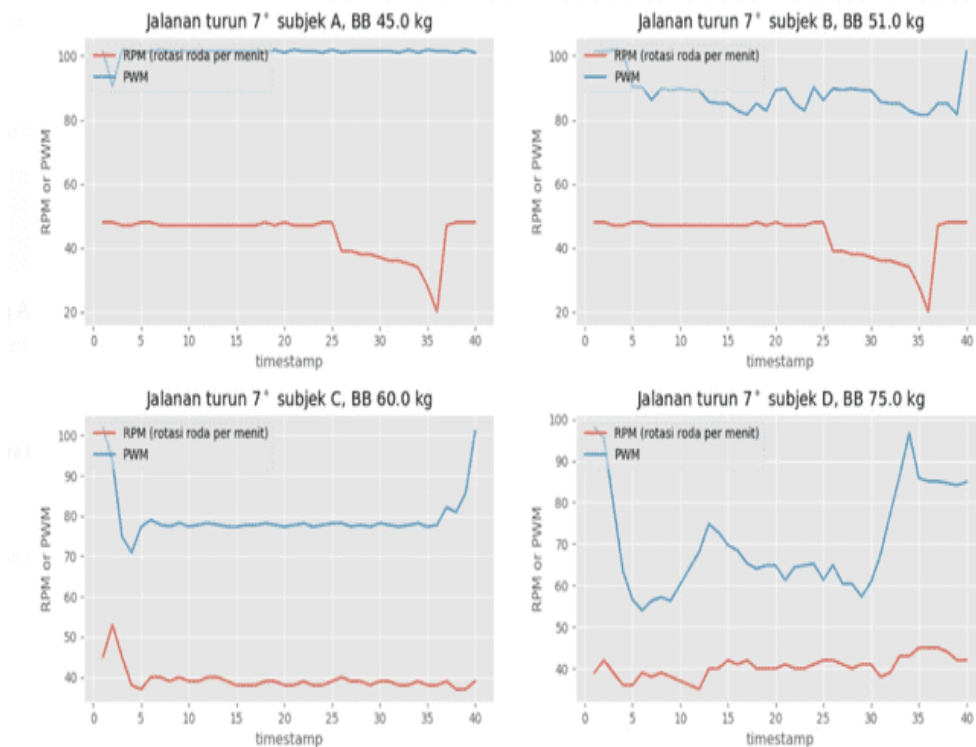 Jalanan turun 7° subjek A, BB 45.0 kg
RPM or PWM
100
80
60
40
20
RPM (rotasi roda per menit)
PWM
0 5 10 15 20 25 30 35 40
timestamp
Jalanan turun 7° subjek B, BB 51.0 kg
RPM or PWM
100
80
60
40
20
RPM (rotasi roda per menit)
PWM
0 5 10 15 20 25 30 35 40
timestamp
Jalanan turun 7° subjek C, BB 60.0 kg
RPM or PWM
100
90
80
70
60
50
40
RPM (rotasi roda per menit)
PWM
0 5 10 15 20 25 30 35 40
timestamp
Jalanan turun 7° subjek D, BB 75.0 kg
RPM or PWM
100
90
80
70
60
50
40
RPM (rotasi roda per menit)
PWM
0 5 10 15 20 25 30 35 40
timestamp